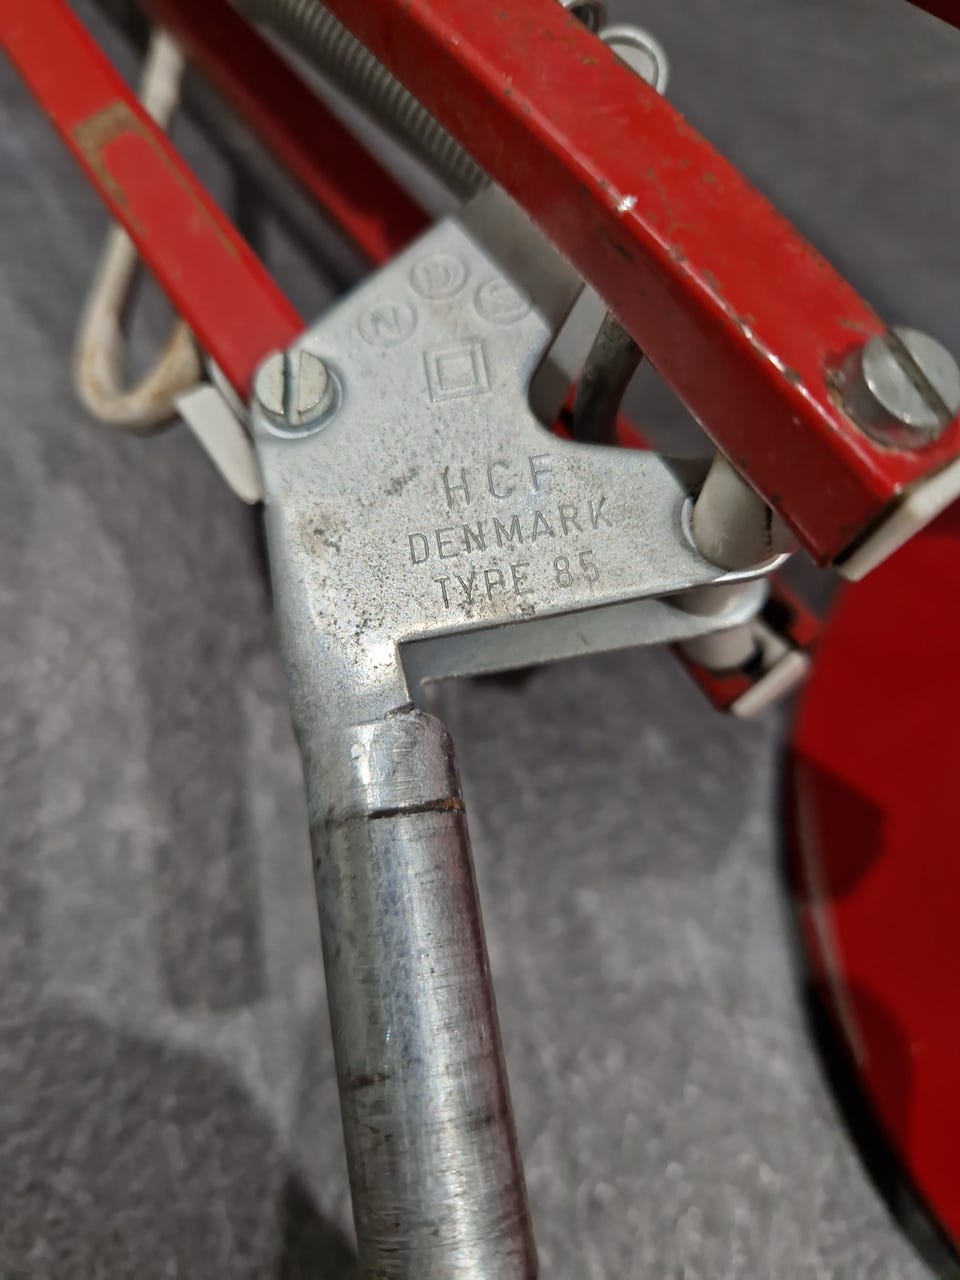 D
N S
HCF
DENMARK
TYPE 85